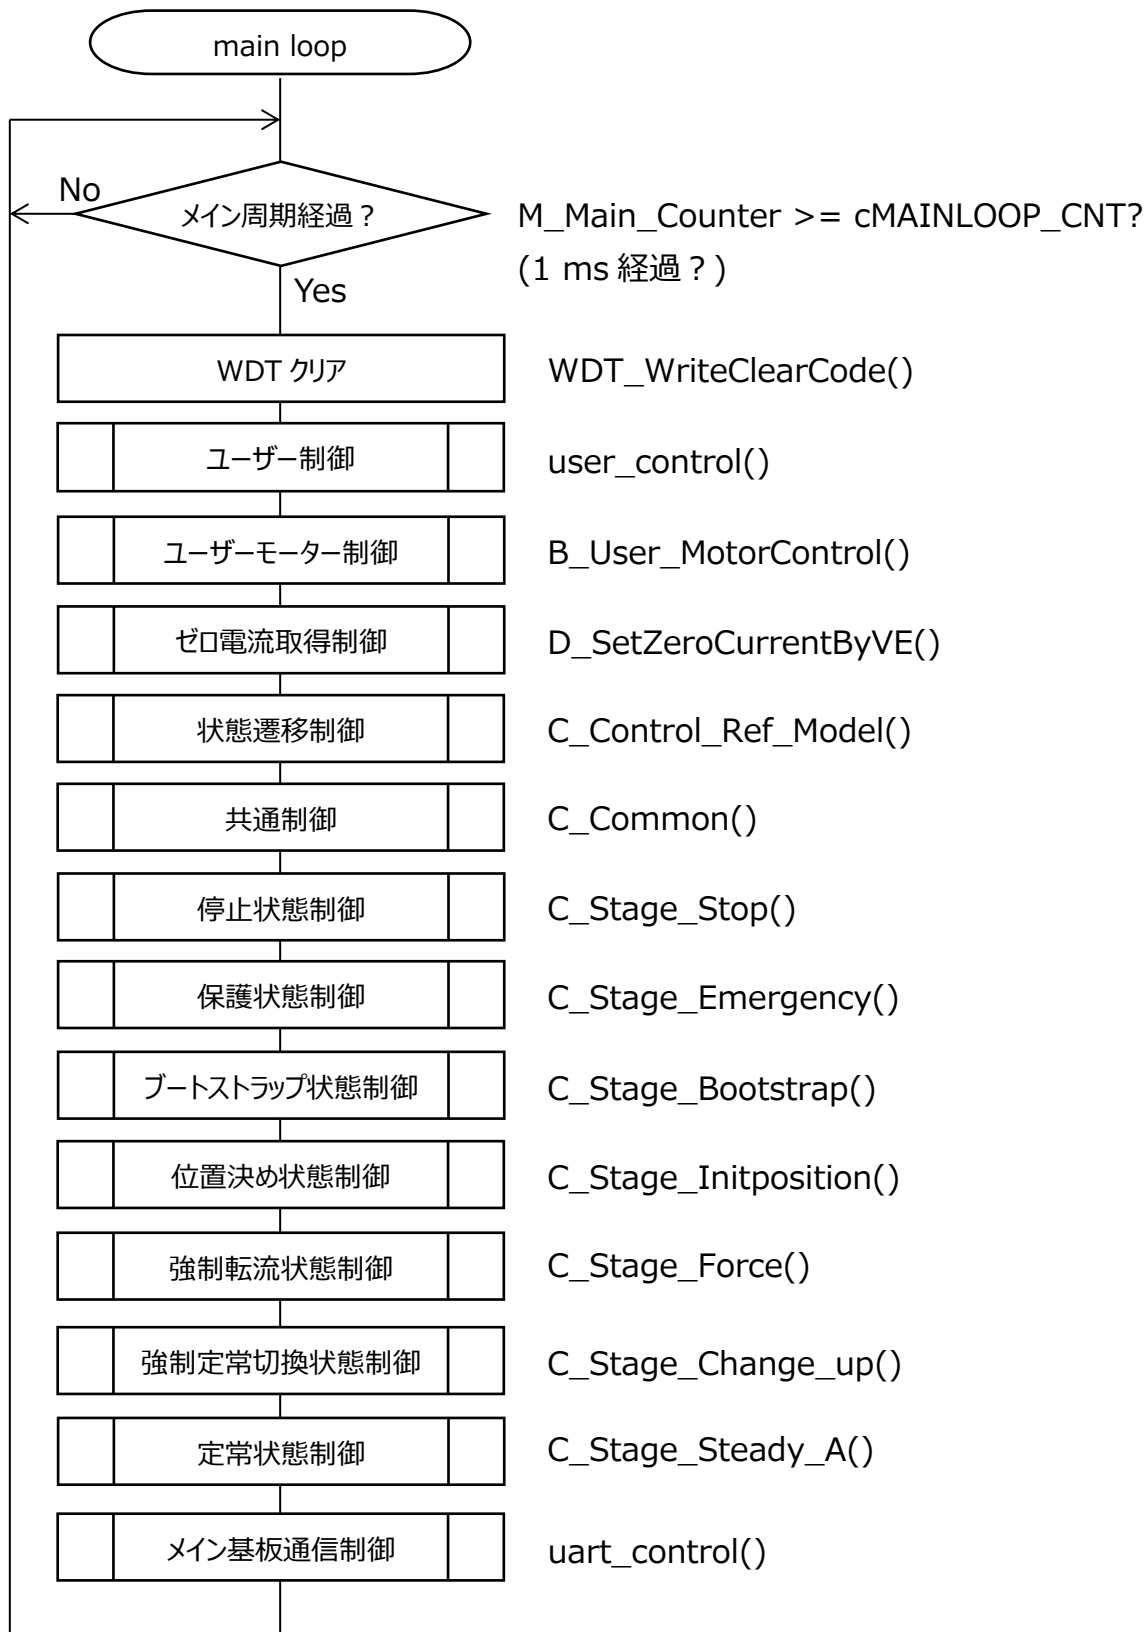 main loop
No
メイン周期経過？
M_Main_Counter >= cMAINLOOP_CNT?
(1 ms 経過？)
Yes
WDT クリア
WDT_WriteClearCode()
ユーザー制御
user_control()
ユーザーモーター制御
B_User_MotorControl()
ゼロ電流取得制御
D_SetZeroCurrentByVE()
状態遷移制御
C_Control_Ref_Model()
共通制御
C_Common()
停止状態制御
C_Stage_Stop()
保護状態制御
C_Stage_Emergency()
ブートストラップ状態制御
C_Stage_Bootstrap()
位置決め状態制御
C_Stage_Initposition()
強制転流状態制御
C_Stage_Force()
強制定常切換状態制御
C_Stage_Change_up()
定常状態制御
C_Stage_Steady_A()
メイン基板通信制御
uart_control()